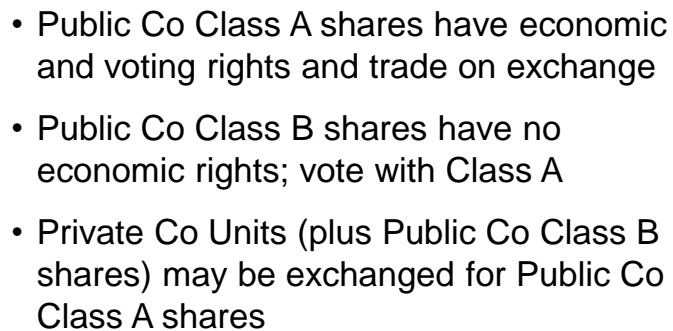 • Public Co Class A shares have economic
and voting rights and trade on exchange
• Public Co Class B shares have no
economic rights; vote with Class A
• Private Co Units (plus Public Co Class B
shares) may be exchanged for Public Co
Class A shares